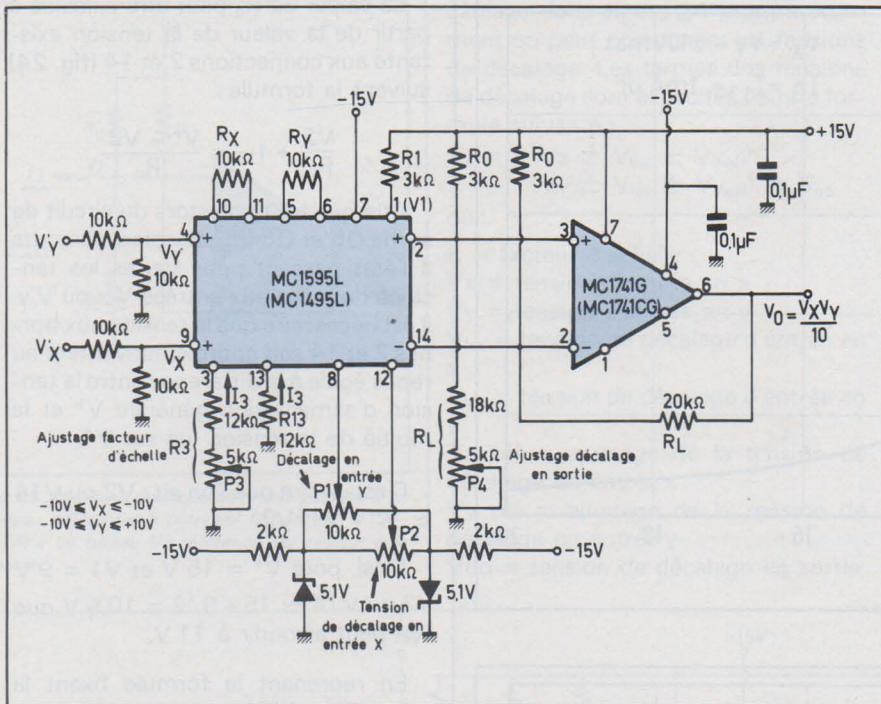 -15V
-15V
+15V
RX
10kΩ
RY
10kΩ
R1
3kΩ
R0
3kΩ
R0
3kΩ
0,1µF
0,1µF
10 11 5 6 7 1 (V1)
10kΩ
VY'
4
+
VY
10kΩ
MC1595L
(MC1495L)
+
2
3
+
7
4
MC1741G
(MC1741CG)
6
V0 = VXVY
10
2
1
5
10kΩ
VX'
9
+
VX
10kΩ
14
3 13 8 12
I3
12kΩ
I3
R13
12kΩ
Ajustage facteur
d'échelle
R3
5kΩ
P3
Décalage
en
entrée
P1
10kΩ
18kΩ
RL
5kΩ
P4
Ajustage décalage
en sortie
20kΩ
RL
-10V ≤ VX ≤ -10V
-10V ≤ VY ≤ +10V
-15V
2kΩ
P2
10kΩ
2kΩ
-15V
5,1V
5,1V
Tension
de décalage en
entrée X